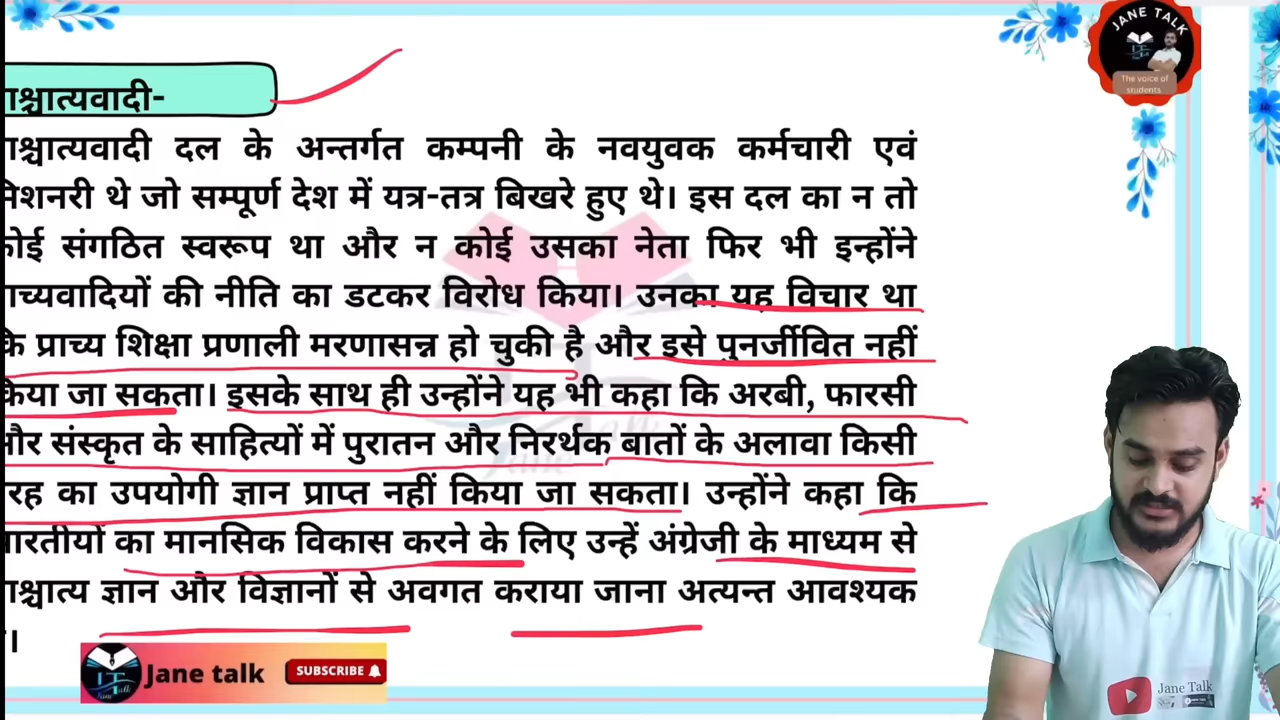 JANE TALK
The voice of
students
ाश्चात्यवादी-
ाश्चात्यवादी दल के अन्तर्गत कम्पनी के नवयुवक कर्मचारी एवं
मिशनरी थे जो सम्पूर्ण देश में यत्र-तत्र बिखरे हुए थे। इस दल का न तो
कोई संगठित स्वरूप था और न कोई उसका नेता फिर भी इन्होंने
ाच्यवादियों की नीति का डटकर विरोध किया। उनका यह विचार था
कि प्राच्य शिक्षा प्रणाली मरणासन्न हो चुकी है और इसे पुनर्जीवित नहीं
किया जा सकता। इसके साथ ही उन्होंने यह भी कहा कि अरबी, फारसी
और संस्कृत के साहित्यों में पुरातन और निरर्थक बातों के अलावा किसी
रह का उपयोगी ज्ञान प्राप्त नहीं किया जा सकता। उन्होंने कहा कि
ारतीयों का मानसिक विकास करने के लिए उन्हें अंग्रेजी के माध्यम से
ाश्चात्य ज्ञान और विज्ञानों से अवगत कराया जाना अत्यन्त आवश्यक
।
Jane talk
SUBSCRIBE
Jane Talk